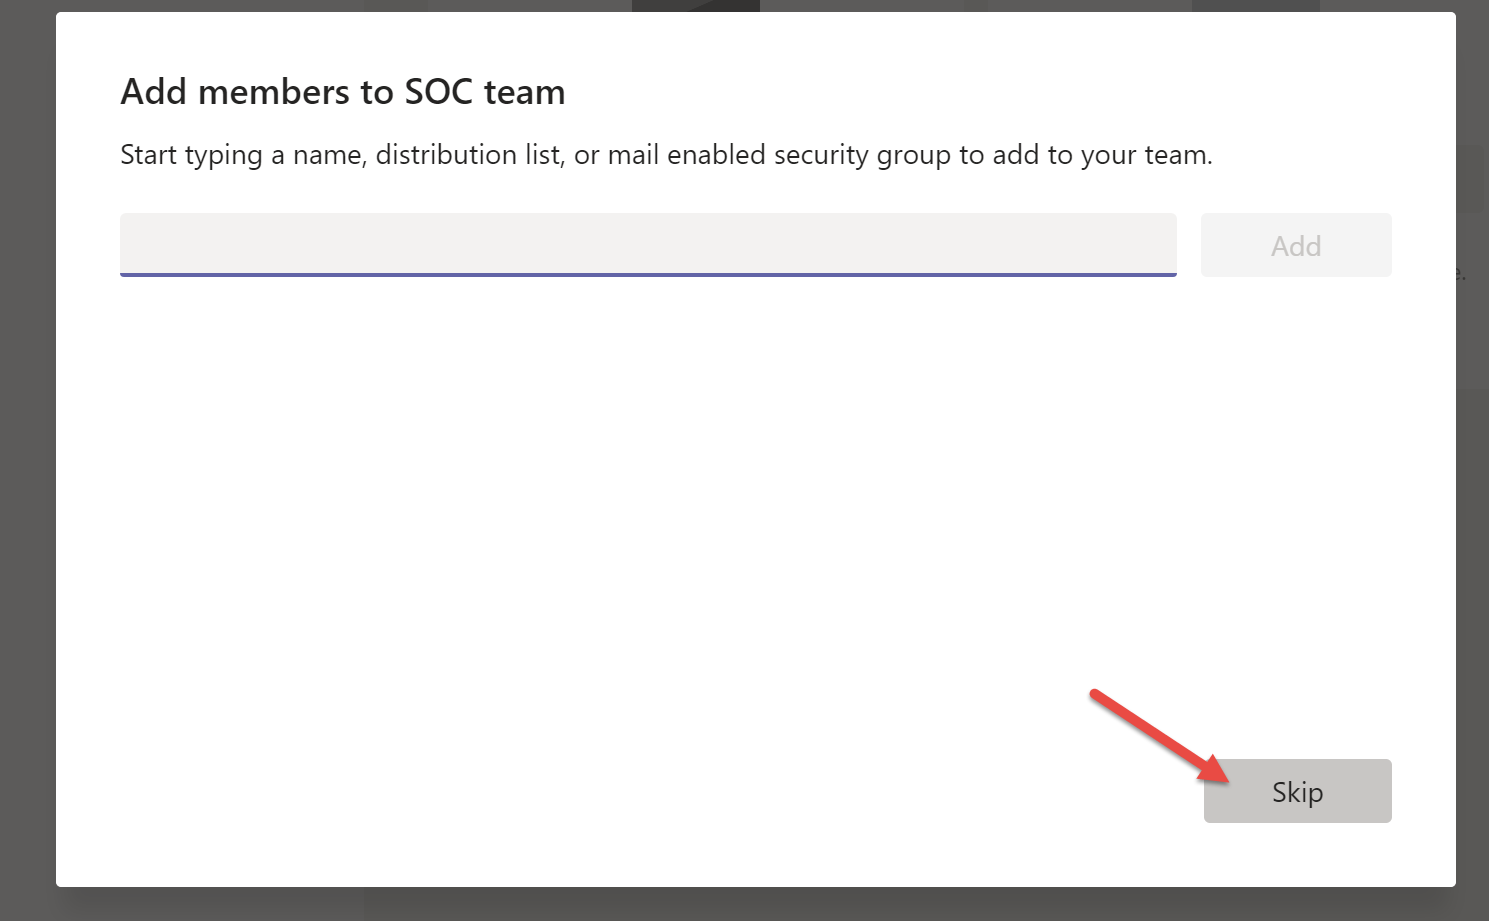 Add members to SOC team
Start typing a name, distribution list, or mail enabled security group to add to your team.
Add
Skip